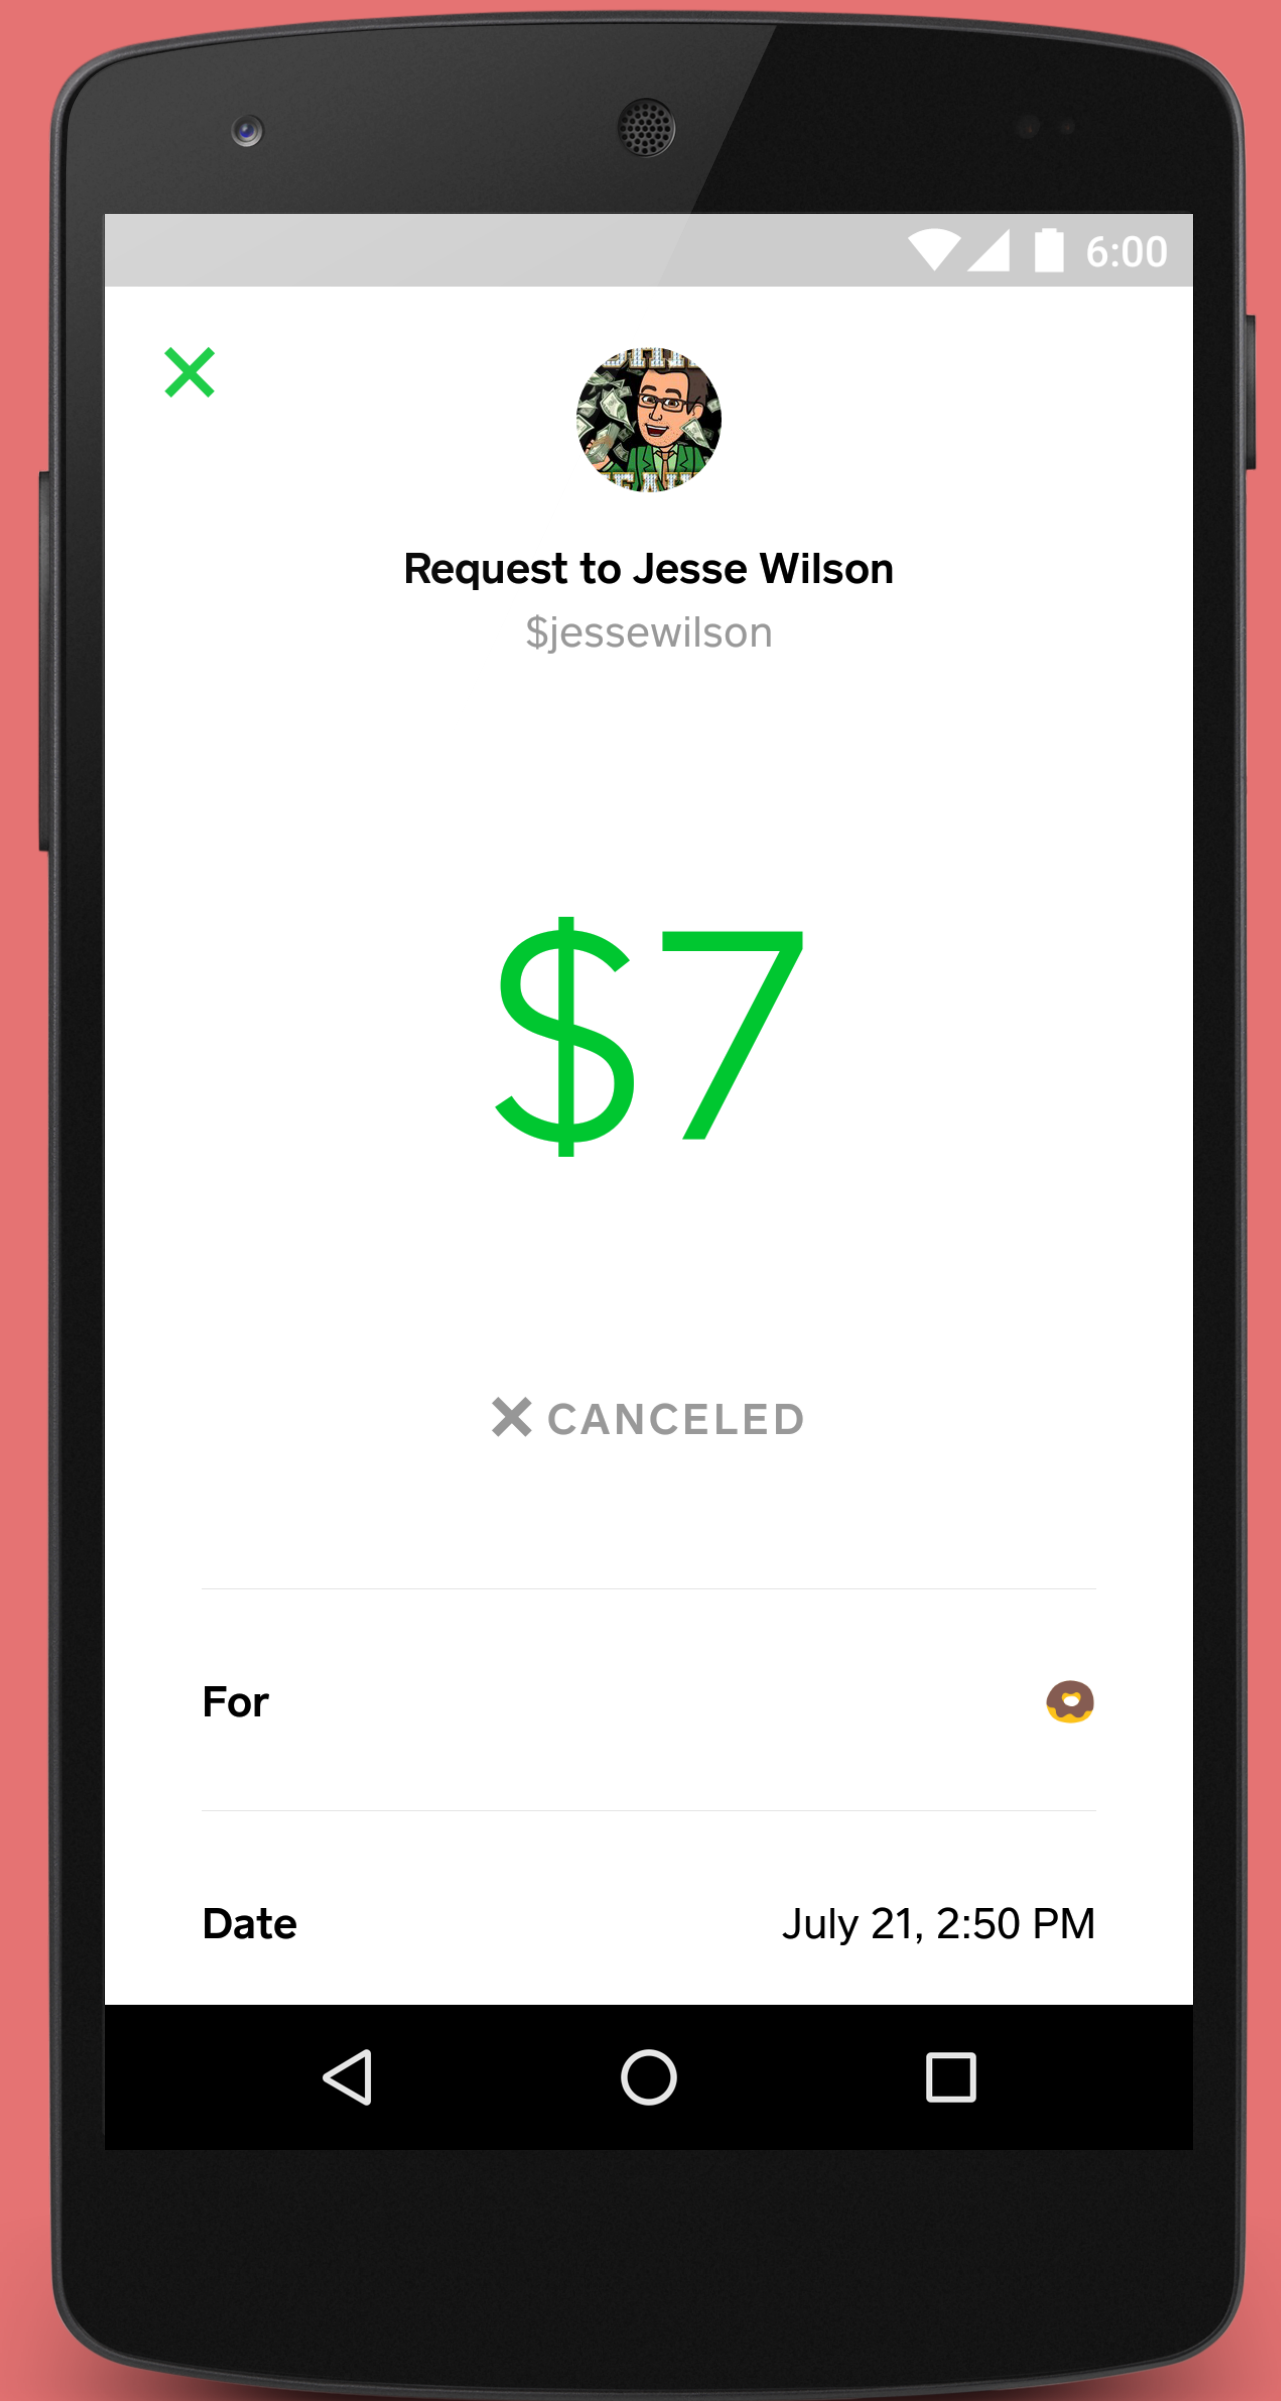 6:00
Request to Jesse Wilson
$jessewilson
$7
CANCELED
For
Date July 21, 2:50 PM